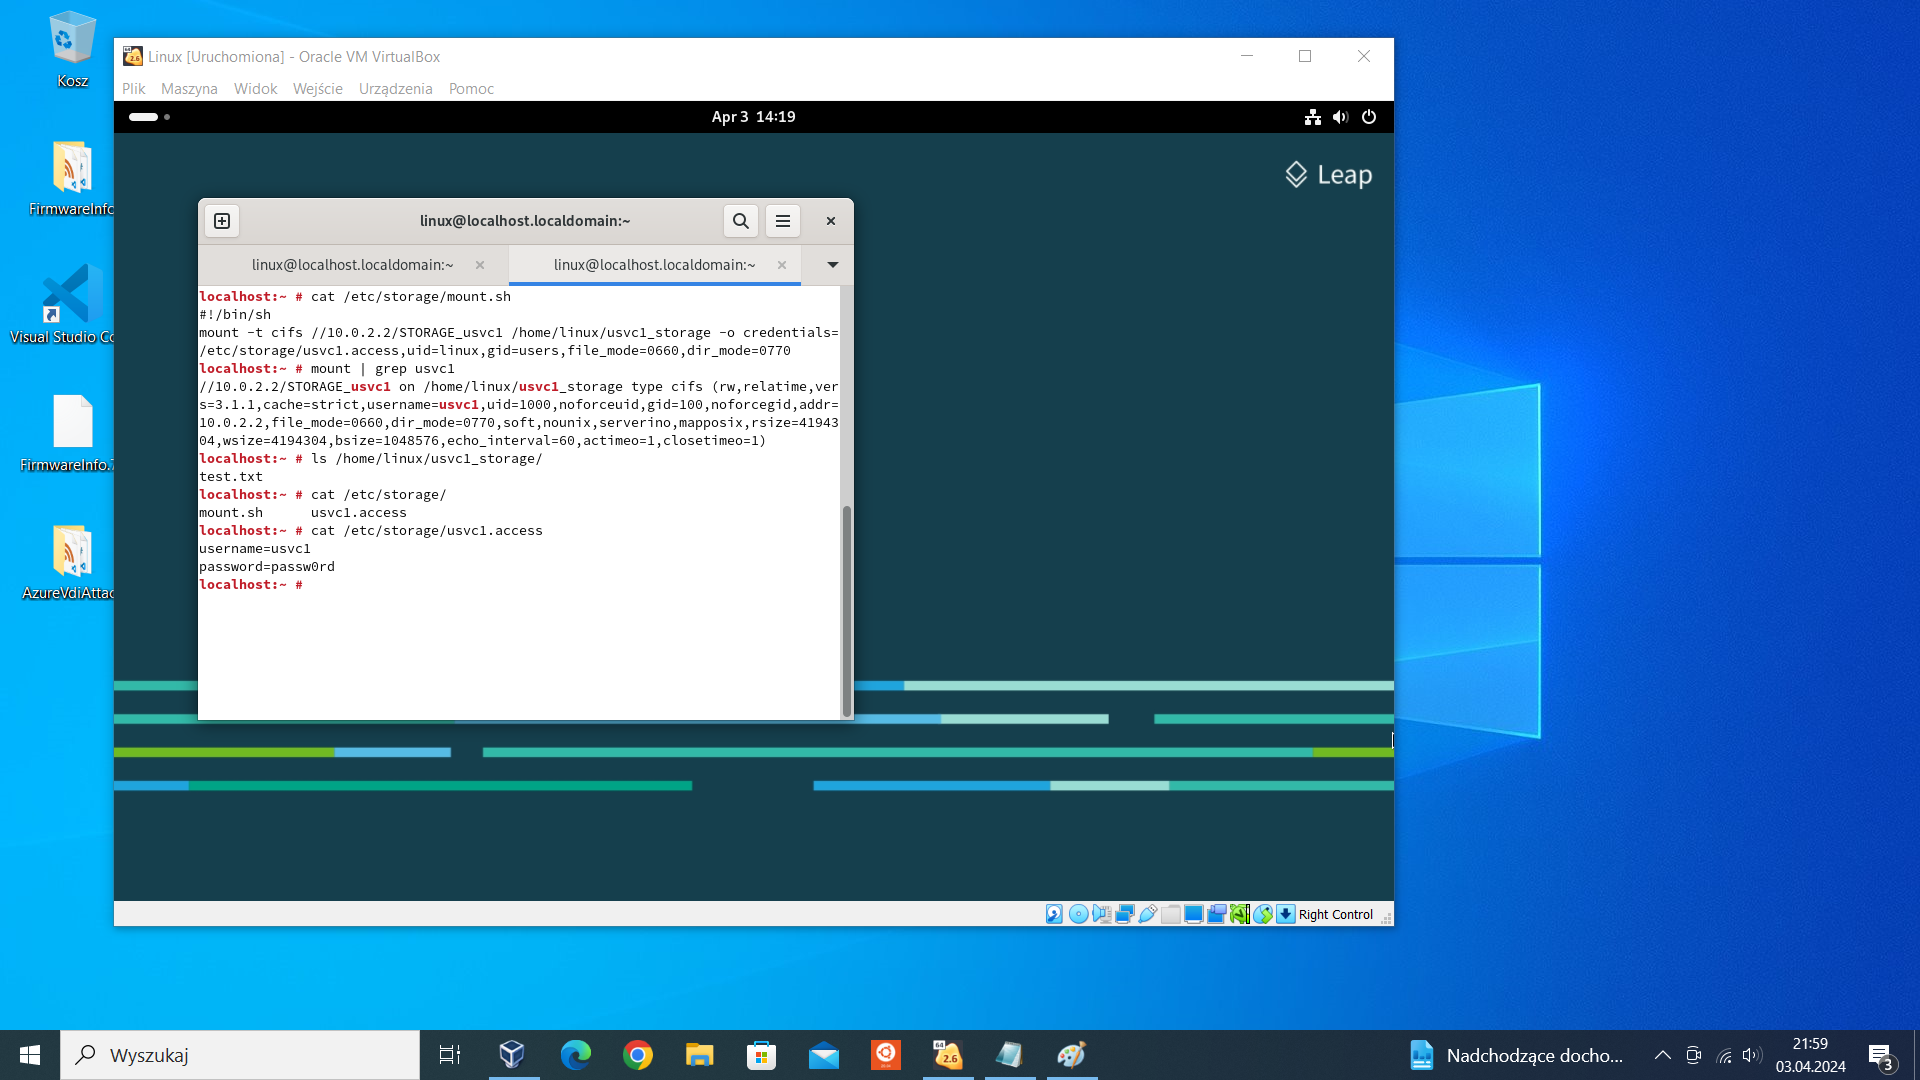 Kosz
FirmwareInfo
Visual Studio Co
FirmwareInfo.7
AzureVdiAttac
Linux [Uruchomiona] - Oracle VM VirtualBox
Plik Maszyna Widok Wejście Urządzenia Pomoc
Apr 3 14:19
Leap
linux@localhost.localdomain:~
linux@localhost.localdomain:~ linux@localhost.localdomain:~
localhost:~ # cat /etc/storage/mount.sh
#!/bin/sh
mount -t cifs //10.0.2.2/STORAGE_usvc1 /home/linux/usvc1_storage -o credentials=
/etc/storage/usvc1.access,uid=linux,gid=users,file_mode=0660,dir_mode=0770
localhost:~ # mount | grep usvc1
//10.0.2.2/STORAGE_usvc1 on /home/linux/usvc1_storage type cifs (rw,relatime,ver
s=3.1.1,cache=strict,username=usvc1,uid=1000,noforceuid,gid=100,noforcegid,addr=
10.0.2.2,file_mode=0660,dir_mode=0770,soft,nounix,serverino,mapposix,rsize=41943
04,wsize=4194304,bsize=1048576,echo_interval=60,actimeo=1,closetimeo=1)
localhost:~ # ls /home/linux/usvc1_storage/
test.txt
localhost:~ # cat /etc/storage/
mount.sh usvc1.access
localhost:~ # cat /etc/storage/usvc1.access
username=usvc1
password=passw0rd
localhost:~ #
Right Control
Wyszukaj
Nadchodzące docho...
21:59
03.04.2024
3